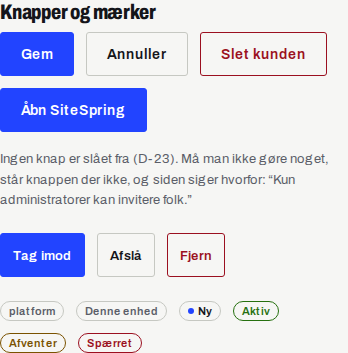 Knapper og mærker
Gem Annuller Slet kunden
Åbn SiteSpring
Ingen knap er slået fra (D-23). Må man ikke gøre noget,
står knappen der ikke, og siden siger hvorfor: “Kun
administratorer kan invitere folk.”
Tag imod Afslå Fjern
platform Denne enhed Ny Aktiv
Afventer Spærret